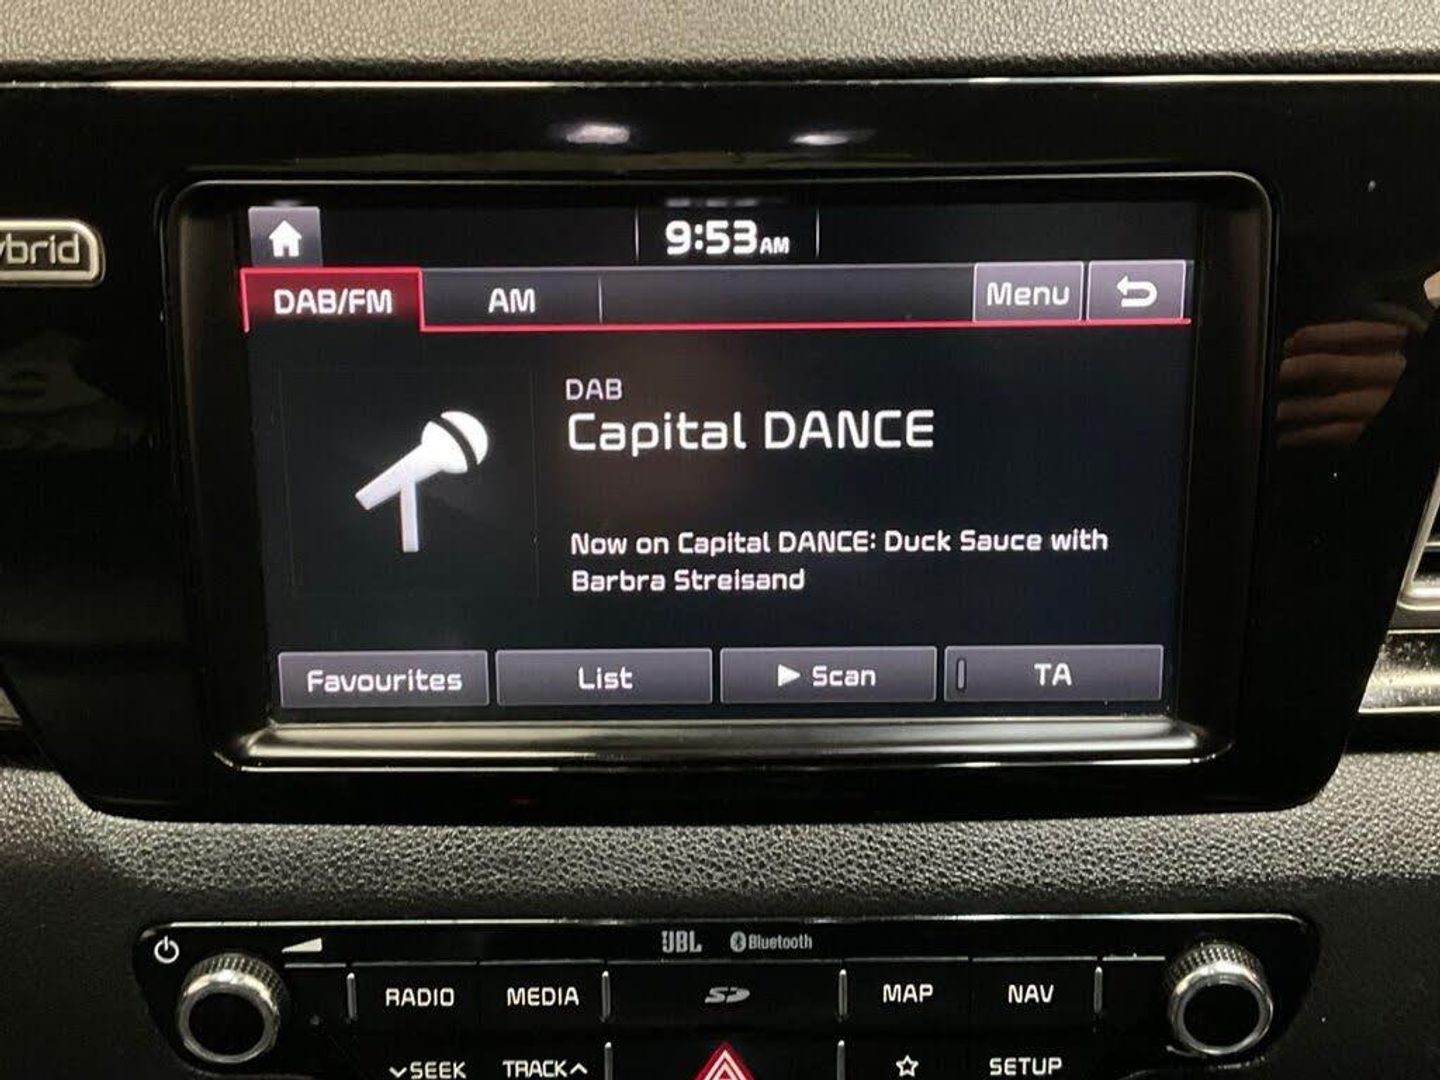 9:53AM
ybrid
DAB/FM AM Menu
DAB
Capital DANCE
Now on Capital DANCE: Duck Sauce with
Barbra Streisand
Favourites List Scan TA
JBL Bluetooth
RADIO MEDIA SD MAP NAV
SEEK TRACK SETUP